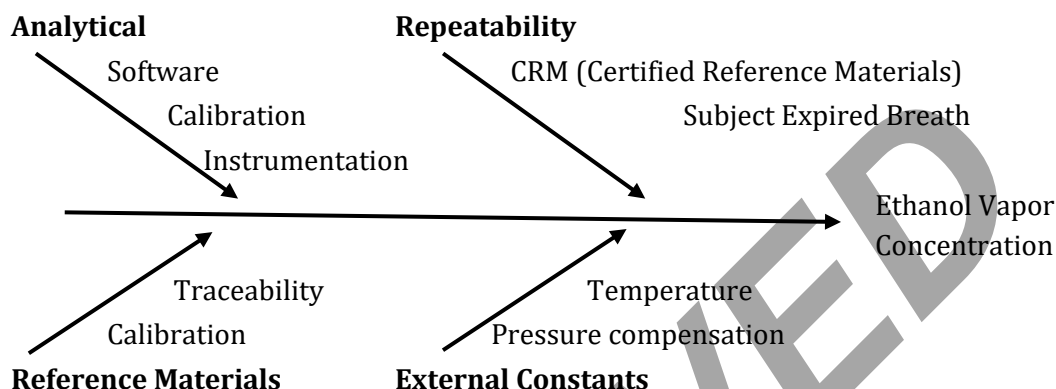 Analytical
Repeatability
Software
CRM (Certified Reference Materials)
Calibration
Subject Expired Breath
Instrumentation
Ethanol Vapor
Concentration
Traceability
Temperature
Calibration
Pressure compensation
Reference Materials
External Constants